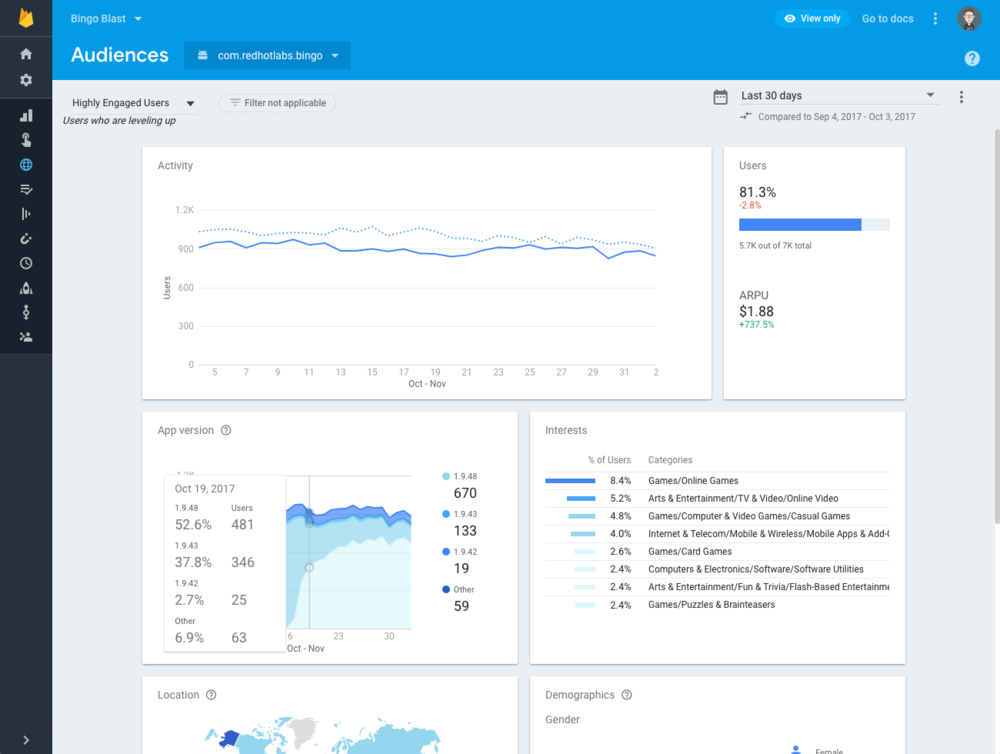 Bingo Blast
View only
Go to docs
Audiences
com.redhotlabs.bingo
?
Highly Engaged Users
Filter not applicable
Last 30 days
Users who are leveling up
Compared to Sep 4, 2017 - Oct 3, 2017
Activity
1.2K
900
600
300
0
Users
5 7 9 11 13 15 17 19 21 23 25 27 29 31 2
Oct - Nov
Users
81.3%
-2.8%
5.7K out of 7K total
ARPU
$1.88
+737.5%
App version ?
Oct 19, 2017
1.9.48 Users
52.6% 481
1.9.43
37.8% 346
1.9.42
2.7% 25
Other
6.9% 63
6 23 30
Oct - Nov
1.9.48
670
1.9.43
133
1.9.42
19
Other
59
Interests
% of Users Categories
8.4% Games/Online Games
5.2% Arts & Entertainment/TV & Video/Online Video
4.8% Games/Computer & Video Games/Casual Games
4.0% Internet & Telecom/Mobile & Wireless/Mobile Apps & Add-
2.6% Games/Card Games
2.4% Computers & Electronics/Software/Software Utilities
2.4% Arts & Entertainment/Fun & Trivia/Flash-Based Entertainme
2.4% Games/Puzzles & Brainteasers
Location ?
Demographics ?
Gender
Female